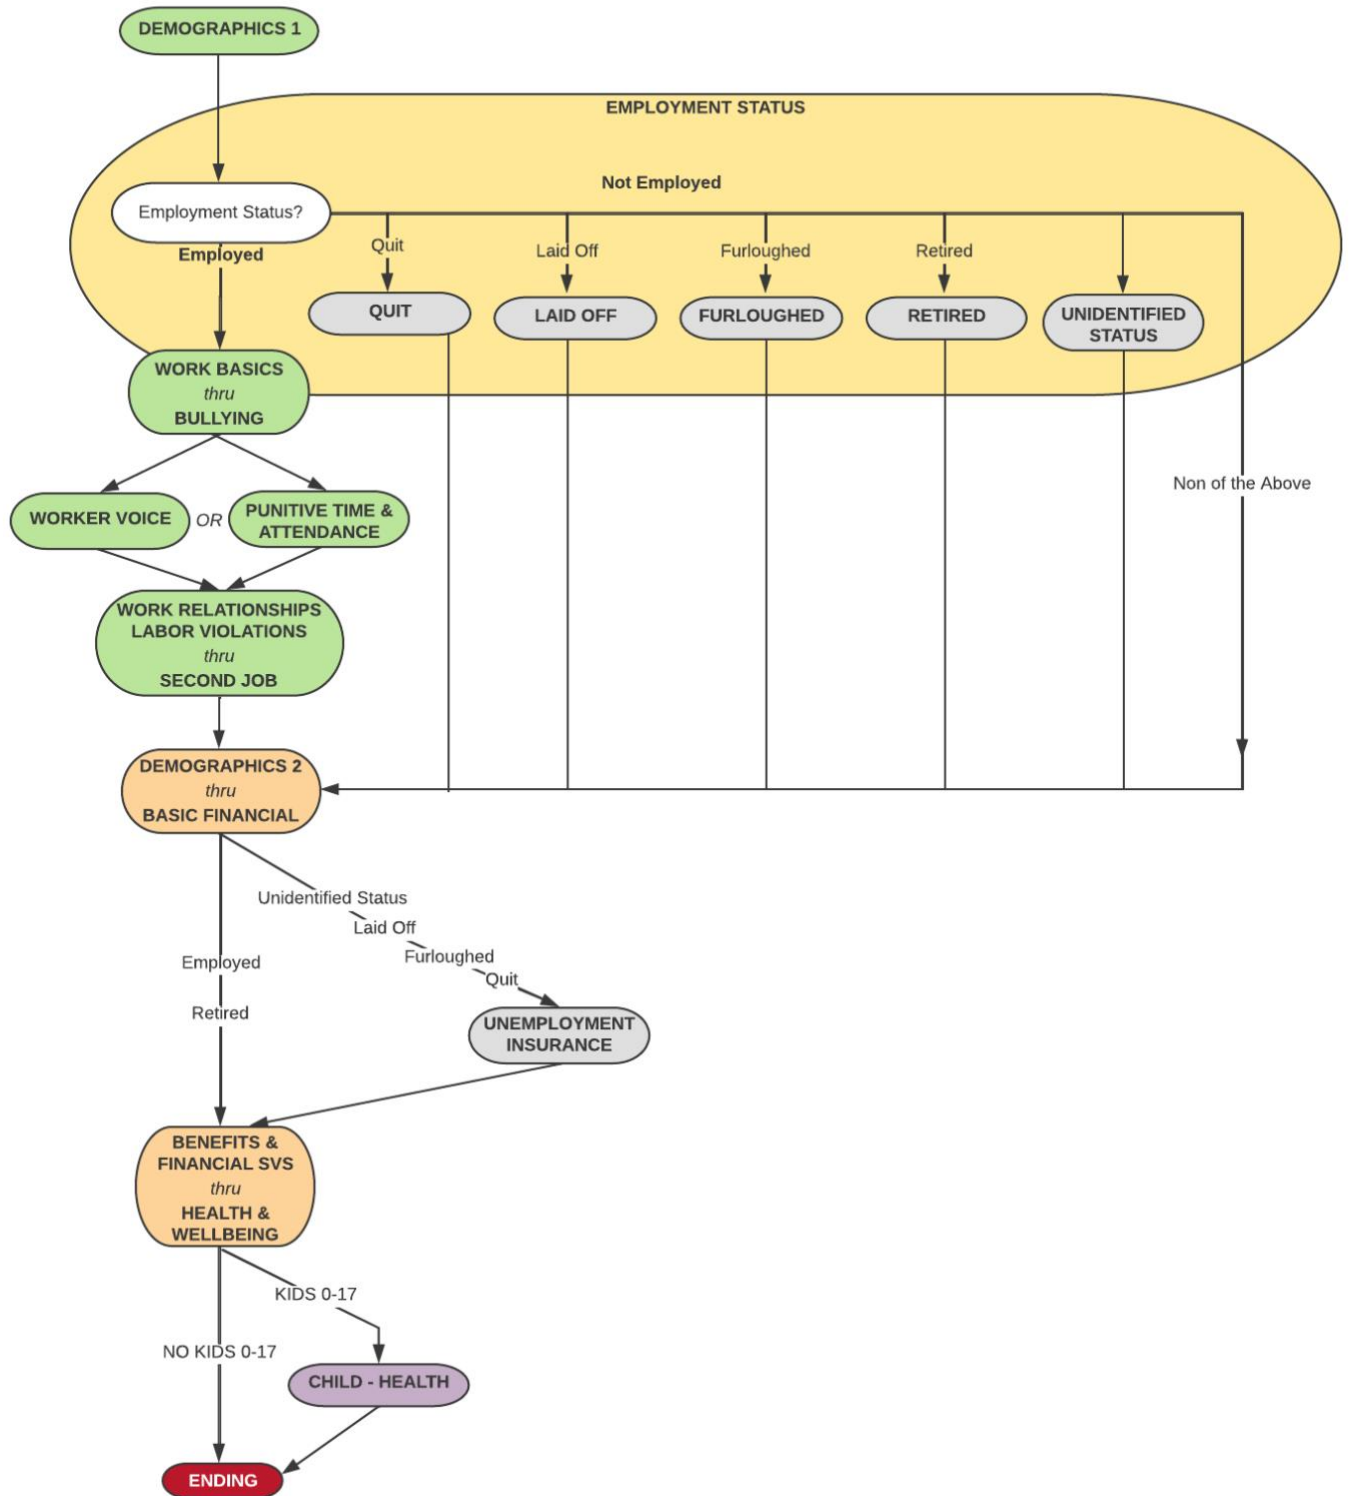 DEMOGRAPHICS 1
EMPLOYMENT STATUS
Not Employed
Employment Status?
Employed
Quit
Laid Off
Furloughed
Retired
QUIT
LAID OFF
FURLOUGHED
RETIRED
UNIDENTIFIED
STATUS
WORK BASICS
thru
BULLYING
Non of the Above
WORKER VOICE
OR
PUNITIVE TIME &
ATTENDANCE
WORK RELATIONSHIPS
LABOR VIOLATIONS
thru
SECOND JOB
DEMOGRAPHICS 2
thru
BASIC FINANCIAL
Unidentified Status
Laid Off
Furloughed
Quit
Employed
Retired
UNEMPLOYMENT
INSURANCE
BENEFITS &
FINANCIAL SVS
thru
HEALTH &
WELLBEING
KIDS 0-17
NO KIDS 0-17
CHILD - HEALTH
ENDING